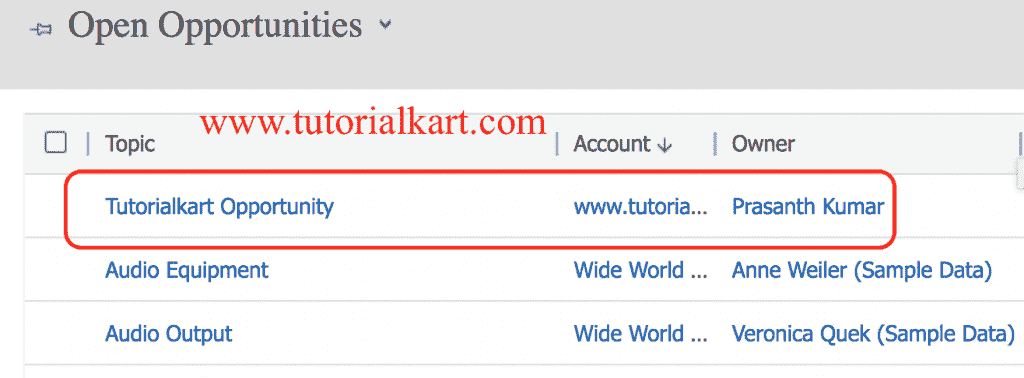 Open Opportunities
www.tutorialkart.com
Topic Account Owner
Tutorialkart Opportunity www.tutoria... Prasanth Kumar
Audio Equipment Wide World ... Anne Weiler (Sample Data)
Audio Output Wide World ... Veronica Quek (Sample Data)